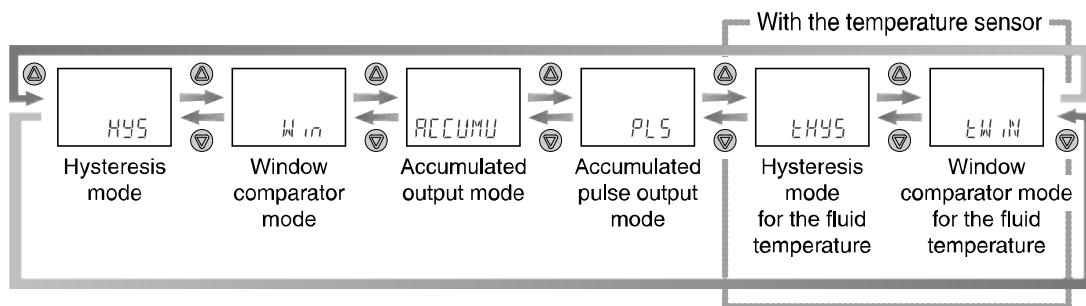 With the temperature sensor
HYS
Win
ACCUMU
PLS
tHYS
tWiN
Hysteresis
mode
Window
comparator
mode
Accumulated
output mode
Accumulated
pulse output
mode
Hysteresis
mode
for the fluid
temperature
Window
comparator mode
for the fluid
temperature